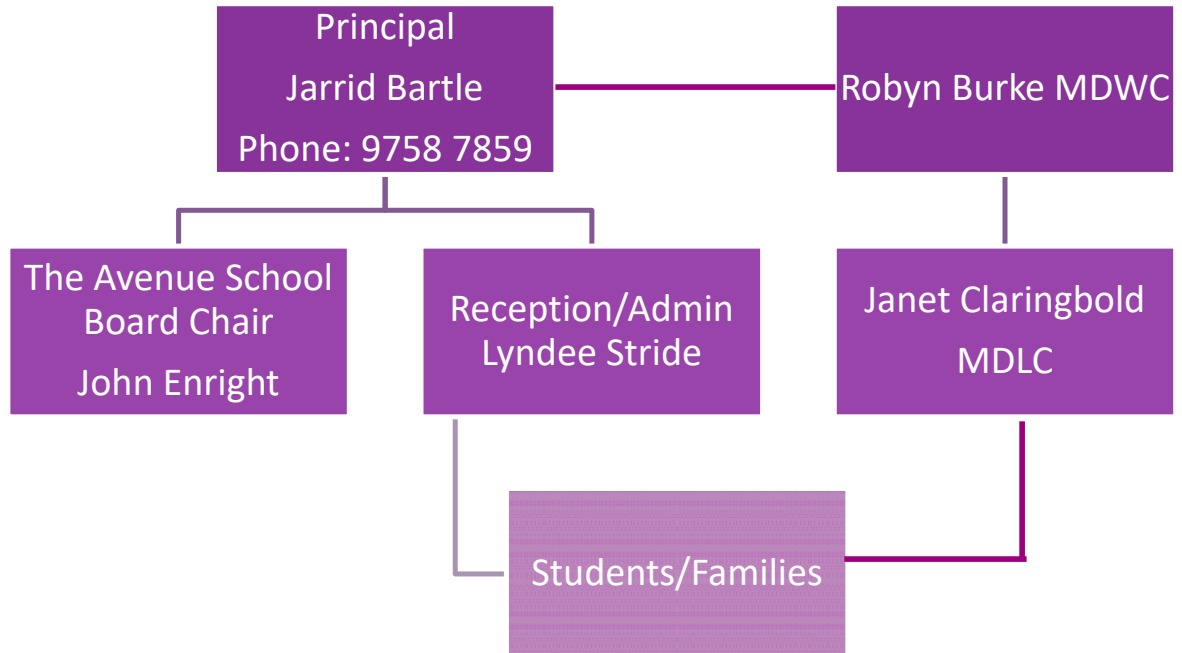 Principal
Jarrid Bartle
Phone: 9758 7859
Robyn Burke MDWC
The Avenue School
Board Chair
John Enright
Reception/Admin
Lyndee Stride
Janet Claringbold
MDLC
Students/Families